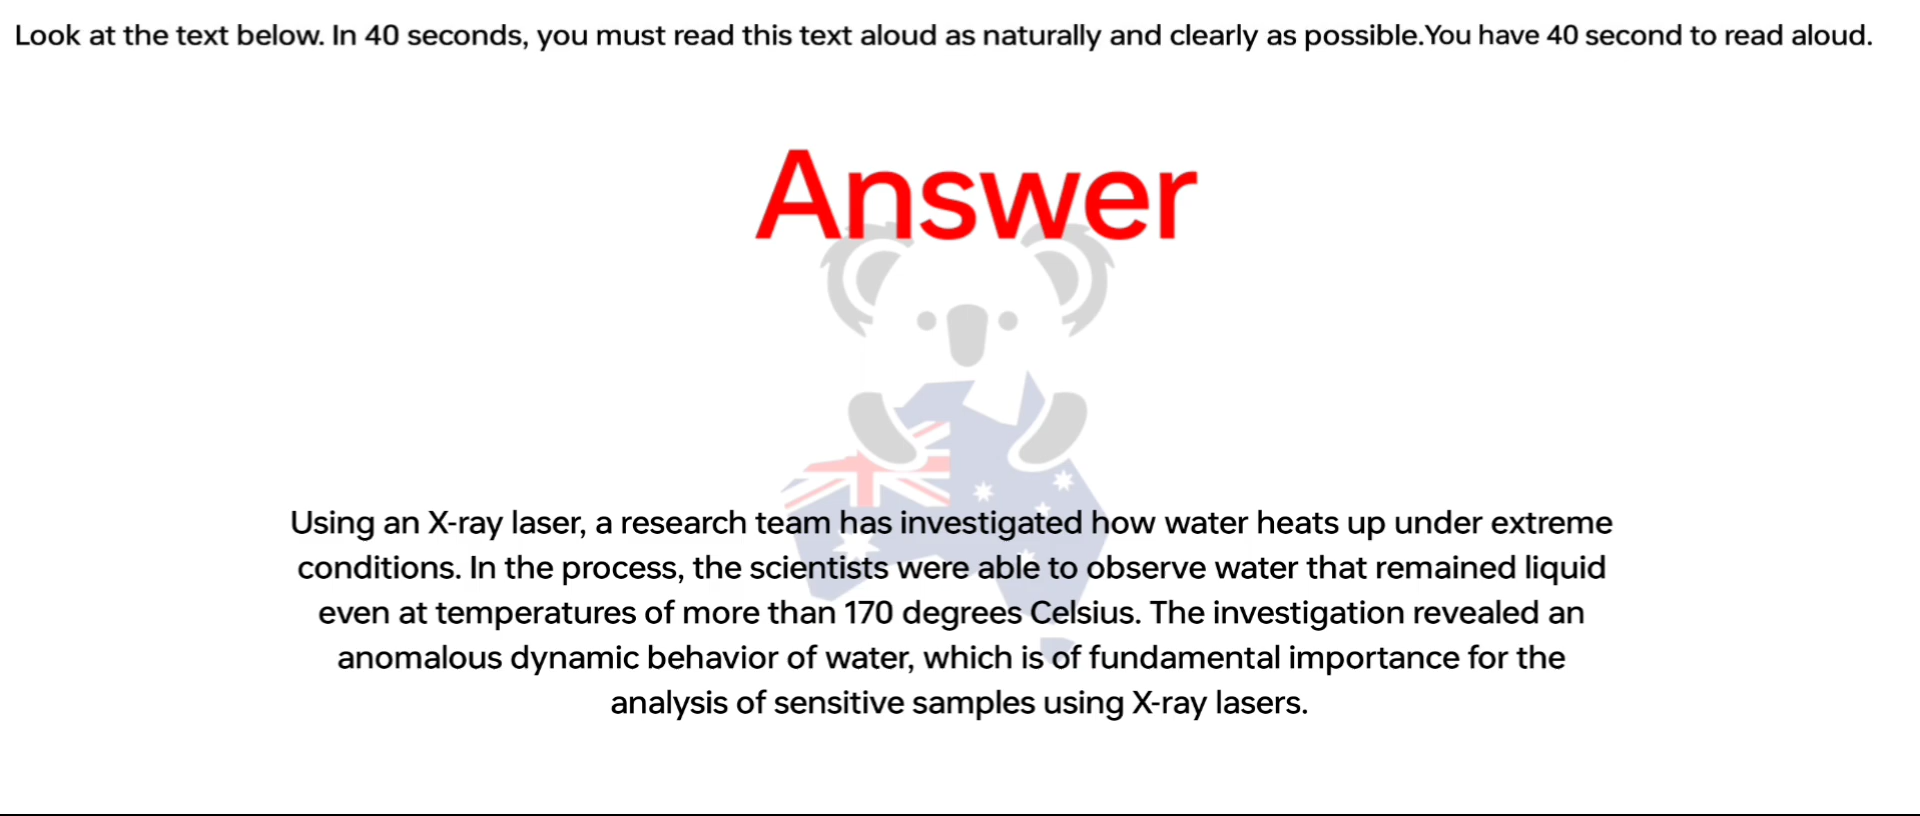 Look at the text below. In 40 seconds, you must read this text aloud as naturally and clearly as possible.You have 40 second to read aloud.
Answer
Using an X-ray laser, a research team has investigated how water heats up under extreme
conditions. In the process, the scientists were able to observe water that remained liquid
even at temperatures of more than 170 degrees Celsius. The investigation revealed an
anomalous dynamic behavior of water, which is of fundamental importance for the
analysis of sensitive samples using X-ray lasers.